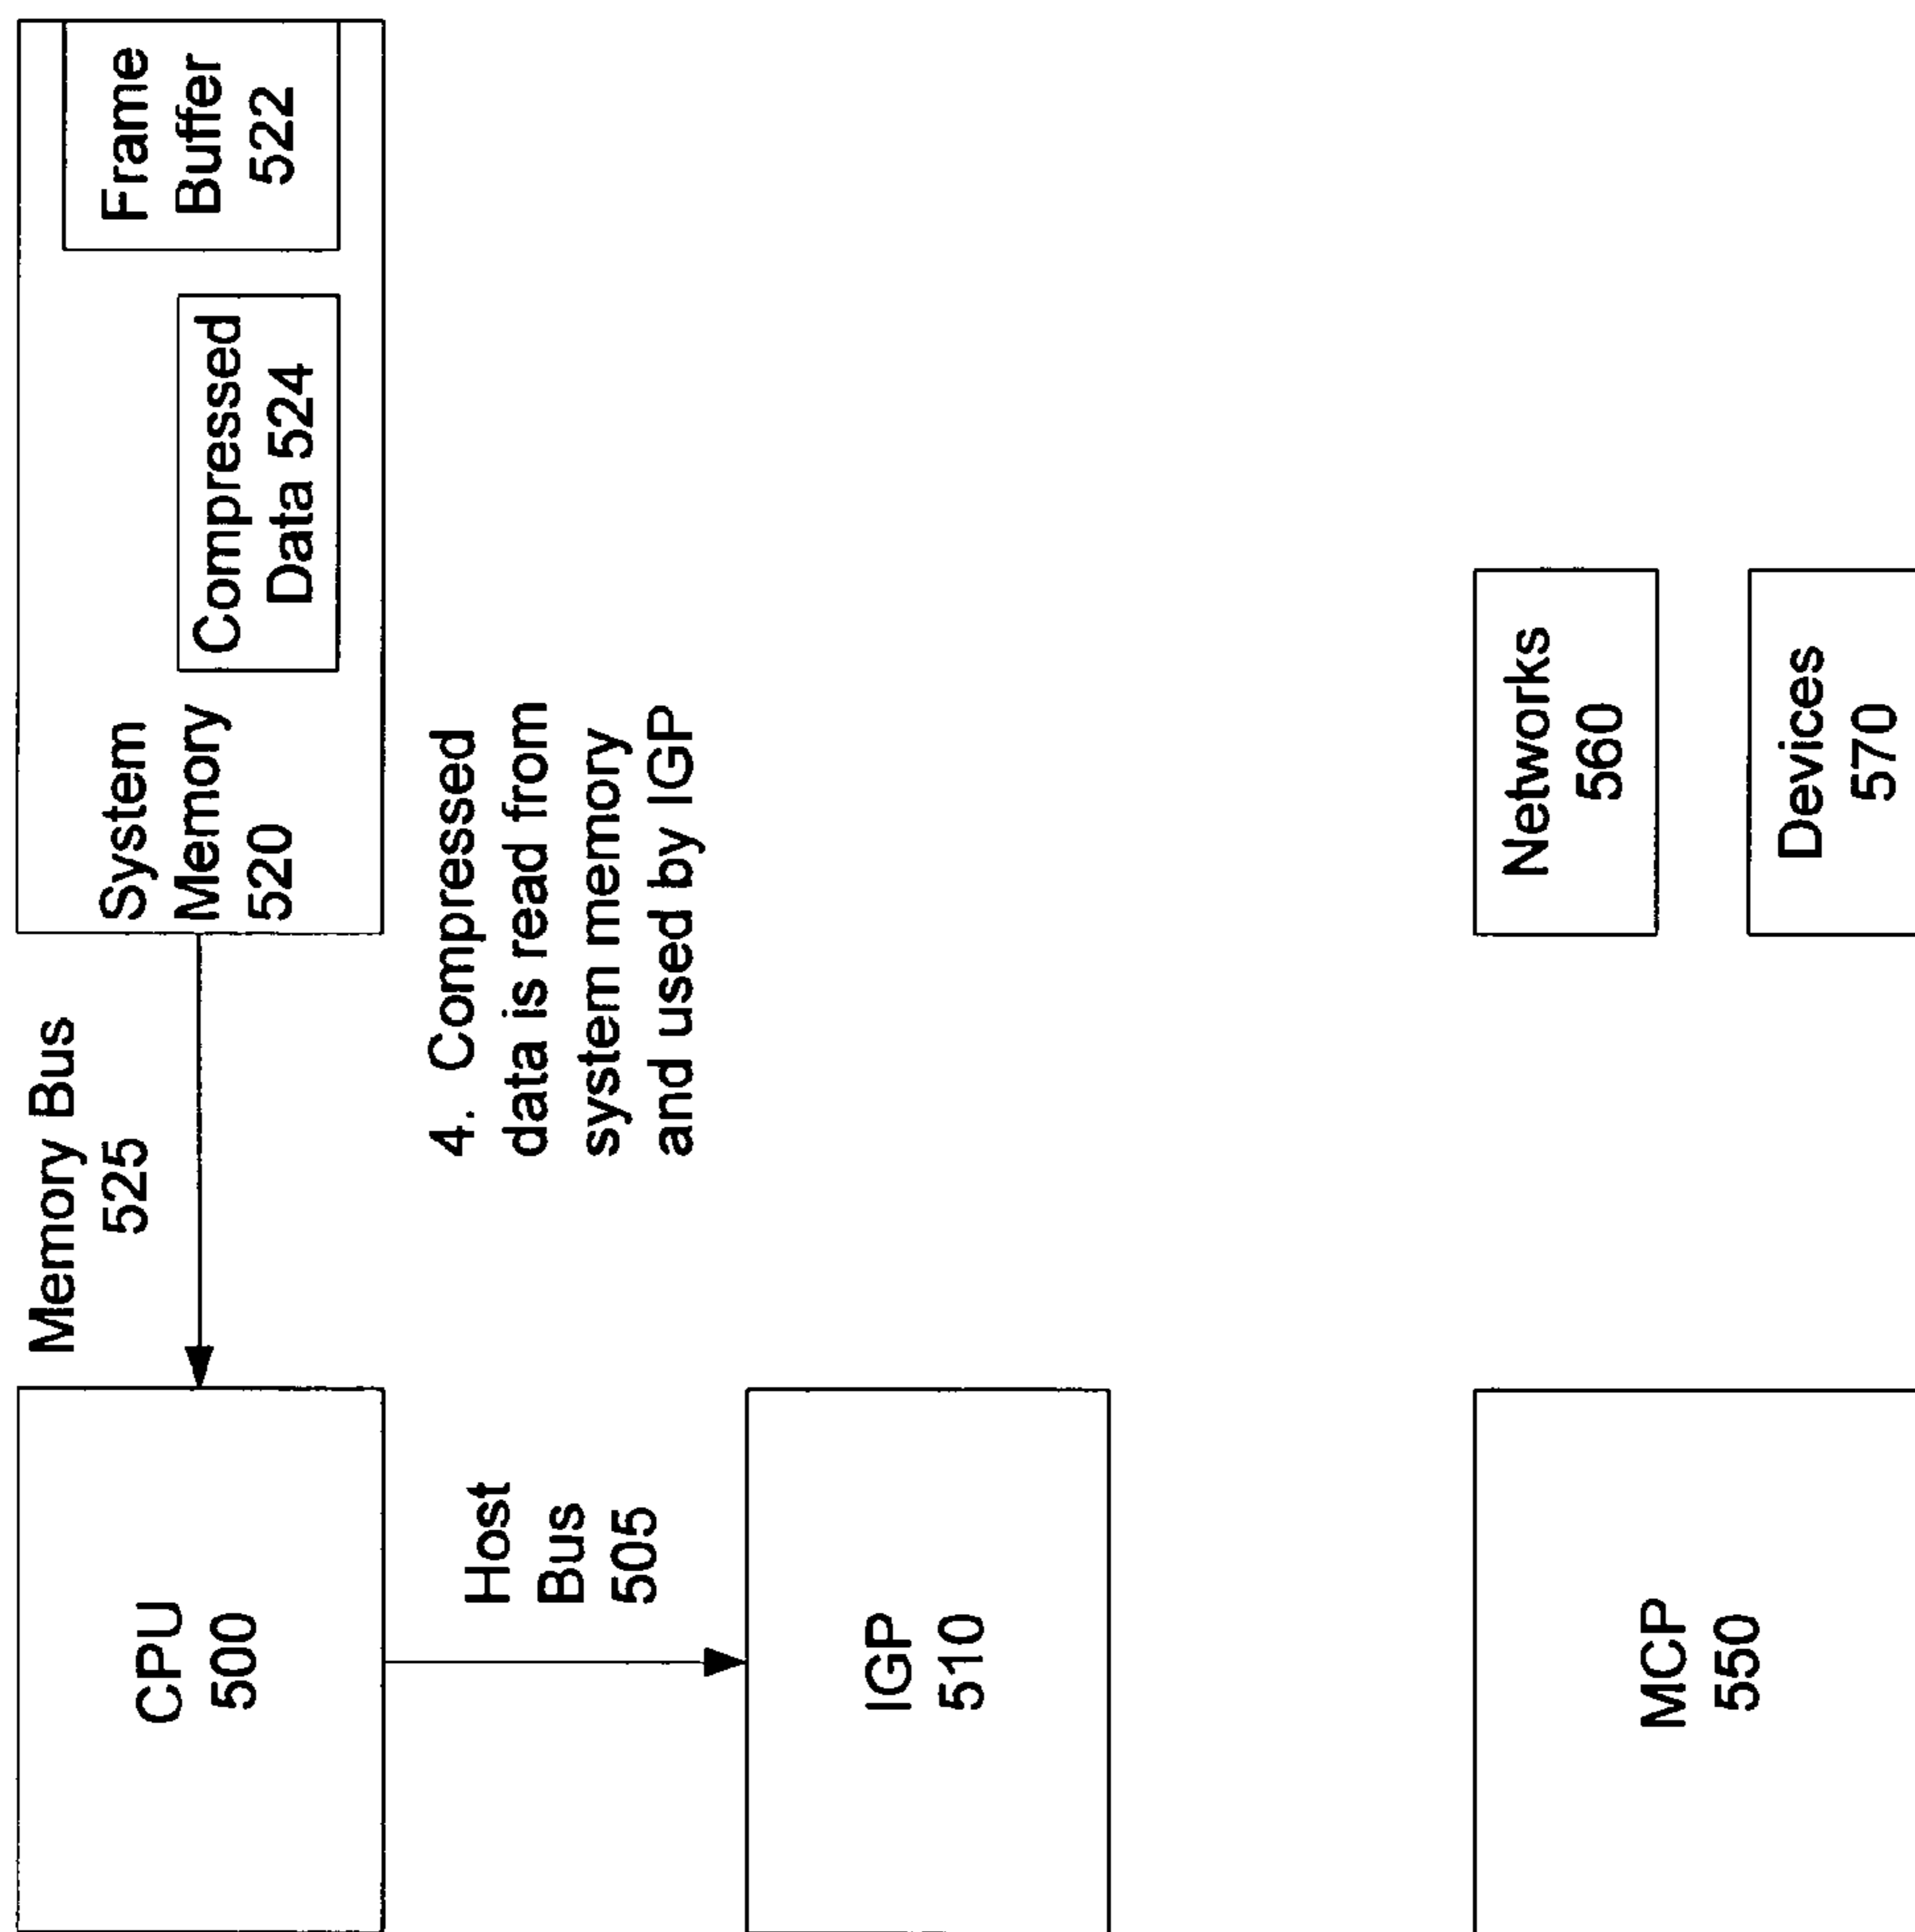 CPU
500
Memory Bus
525
System
Memory
520
Compressed
Data 524
Frame
Buffer
522
Host
Bus
505
4. Compressed
data is read from
system memory
and used by IGP
IGP
510
MCP
550
Networks
560
Devices
570